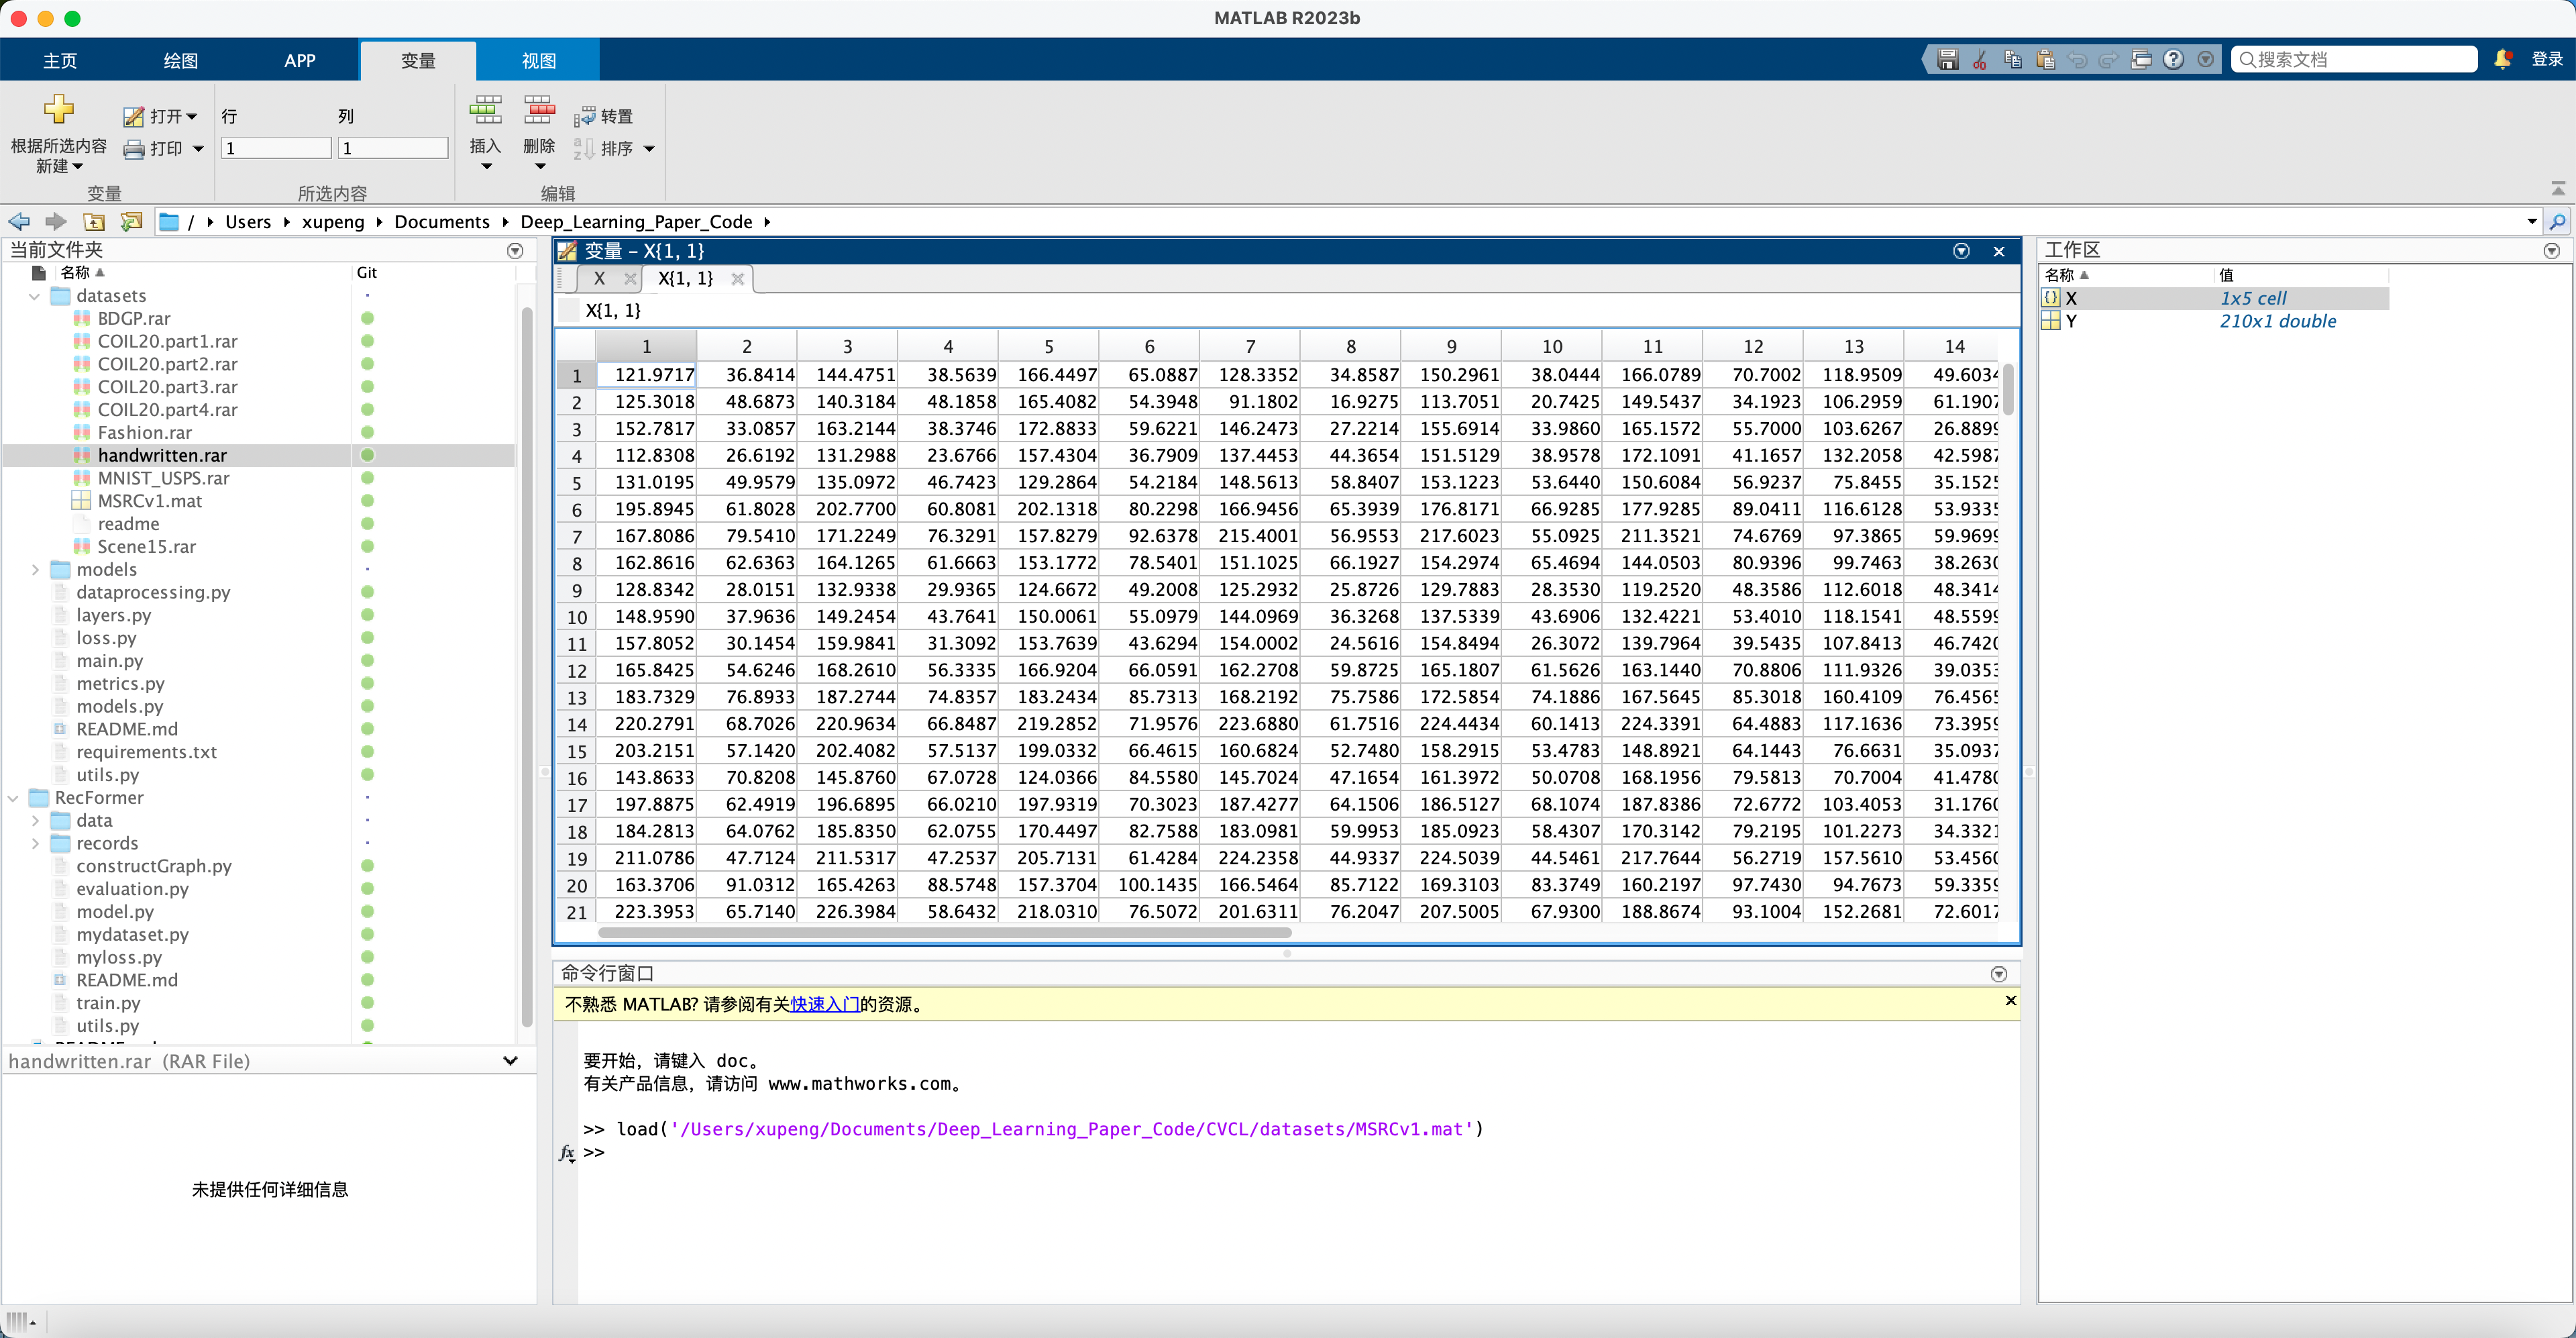 MATLAB R2023b
主页 绘图 APP 变量 视图 搜索文档 登录
根据所选内容
新建
打开
打印
行 列
1 1
插入 删除 转置
排序
变量 所选内容 编辑
/ Users xupeng Documents Deep_Learning_Paper_Code
当前文件夹
名称 Git
datasets
BDGP.rar
COIL20.part1.rar
COIL20.part2.rar
COIL20.part3.rar
COIL20.part4.rar
Fashion.rar
handwritten.rar
MNIST_USPS.rar
MSRCv1.mat
readme
Scene15.rar
models
dataprocessing.py
layers.py
loss.py
main.py
metrics.py
models.py
README.md
requirements.txt
utils.py
RecFormer
data
records
constructGraph.py
evaluation.py
model.py
mydataset.py
myloss.py
README.md
train.py
utils.py
handwritten.rar (RAR File)
未提供任何详细信息
变量 – X{1, 1}
X X{1, 1}
X{1, 1}
1 2 3 4 5 6 7 8 9 10 11 12 13 14
1 121.9717 36.8414 144.4751 38.5639 166.4497 65.0887 128.3352 34.8587 150.2961 38.0444 166.0789 70.7002 118.9509 49.6034
2 125.3018 48.6873 140.3184 48.1858 165.4082 54.3948 91.1802 16.9275 113.7051 20.7425 149.5437 34.1923 106.2959 61.1907
3 152.7817 33.0857 163.2144 38.3746 172.8833 59.6221 146.2473 27.2214 155.6914 33.9860 165.1572 55.7000 103.6267 26.8899
4 112.8308 26.6192 131.2988 23.6766 157.4304 36.7909 137.4453 44.3654 151.5129 38.9578 172.1091 41.1657 132.2058 42.5987
5 131.0195 49.9579 135.0972 46.7423 129.2864 54.2184 148.5613 58.8407 153.1223 53.6440 150.6084 56.9237 75.8455 35.1525
6 195.8945 61.8028 202.7700 60.8081 202.1318 80.2298 166.9456 65.3939 176.8171 66.9285 177.9285 89.0411 116.6128 53.9335
7 167.8086 79.5410 171.2249 76.3291 157.8279 92.6378 215.4001 56.9553 217.6023 55.0925 211.3521 74.6769 97.3865 59.9699
8 162.8616 62.6363 164.1265 61.6663 153.1772 78.5401 151.1025 66.1927 154.2974 65.4694 144.0503 80.9396 99.7463 38.2630
9 128.8342 28.0151 132.9338 29.9365 124.6672 49.2008 125.2932 25.8726 129.7883 28.3530 119.2520 48.3586 112.6018 48.3414
10 148.9590 37.9636 149.2454 43.7641 150.0061 55.0979 144.0969 36.3268 137.5339 43.6906 132.4221 53.4010 118.1541 48.5599
11 157.8052 30.1454 159.9841 31.3092 153.7639 43.6294 154.0002 24.5616 154.8494 26.3072 139.7964 39.5435 107.8413 46.7420
12 165.8425 54.6246 168.2610 56.3335 166.9204 66.0591 162.2708 59.8725 165.1807 61.5626 163.1440 70.8806 111.9326 39.0353
13 183.7329 76.8933 187.2744 74.8357 183.2434 85.7313 168.2192 75.7586 172.5854 74.1886 167.5645 85.3018 160.4109 76.4565
14 220.2791 68.7026 220.9634 66.8487 219.2852 71.9576 223.6880 61.7516 224.4434 60.1413 224.3391 64.4883 117.1636 73.3959
15 203.2151 57.1420 202.4082 57.5137 199.0332 66.4615 160.6824 52.7480 158.2915 53.4783 148.8921 64.1443 76.6631 35.0937
16 143.8633 70.8208 145.8760 67.0728 124.0366 84.5580 145.7024 47.1654 161.3972 50.0708 168.1956 79.5813 70.7004 41.4780
17 197.8875 62.4919 196.6895 66.0210 197.9319 70.3023 187.4277 64.1506 186.5127 68.1074 187.8386 72.6772 103.4053 31.1760
18 184.2813 64.0762 185.8350 62.0755 170.4497 82.7588 183.0981 59.9953 185.0923 58.4307 170.3142 79.2195 101.2273 34.3321
19 211.0786 47.7124 211.5317 47.2537 205.7131 61.4284 224.2358 44.9337 224.5039 44.5461 217.7644 56.2719 157.5610 53.4560
20 163.3706 91.0312 165.4263 88.5748 157.3704 100.1435 166.5464 85.7122 169.3103 83.3749 160.2197 97.7430 94.7673 59.3359
21 223.3953 65.7140 226.3984 58.6432 218.0310 76.5072 201.6311 76.2047 207.5005 67.9300 188.8674 93.1004 152.2681 72.6017
命令行窗口
不熟悉 MATLAB? 请参阅有关快速入门的资源。
要开始，请键入 doc。
有关产品信息，请访问 www.mathworks.com。
>> load('/Users/xupeng/Documents/Deep_Learning_Paper_Code/CVCL/datasets/MSRCv1.mat')
fx >>
工作区
名称 值
X 1x5 cell
Y 210x1 double